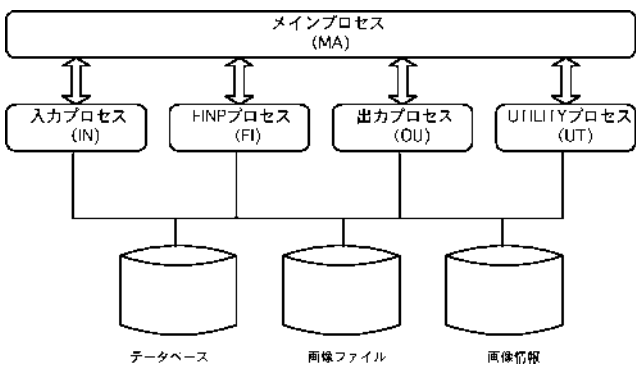 メインプロセス
(MA)
入力プロセス
(IN)
FINPプロセス
(FI)
出力プロセス
(OU)
UTILITYプロセス
(UT)
データベース
画像ファイル
画像情報